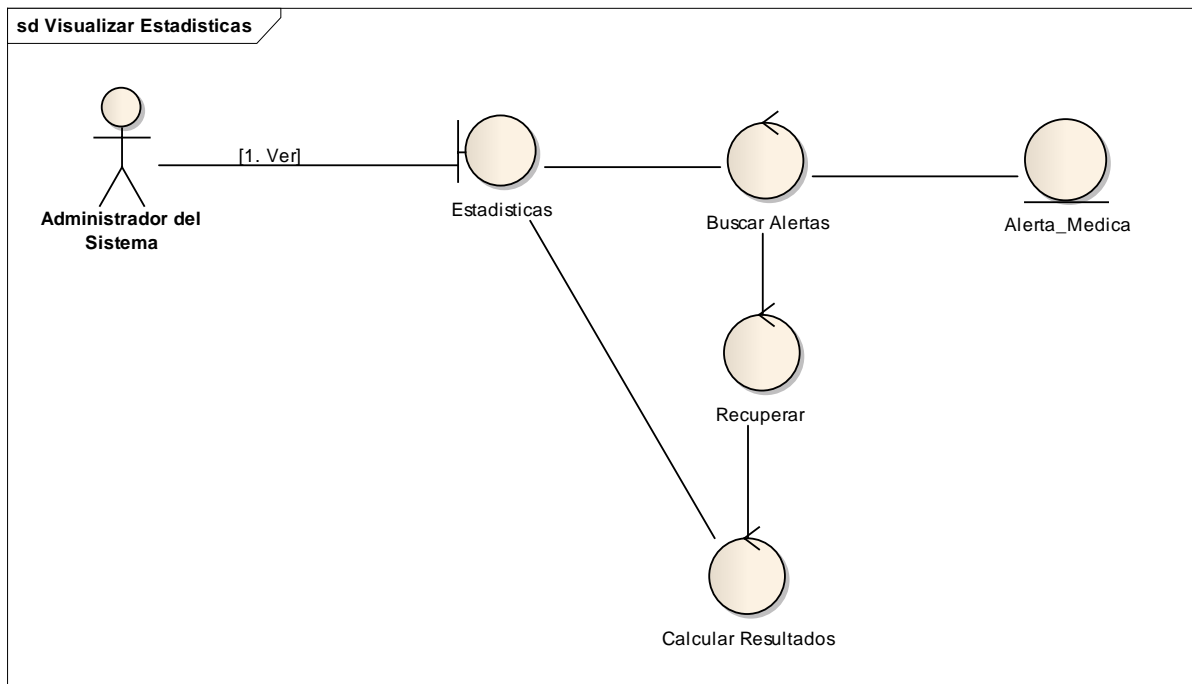 sd Visualizar Estadisticas
[1. Ver]
Administrador del
Sistema
Estadisticas
Buscar Alertas
Alerta_Medica
Recuperar
Calcular Resultados